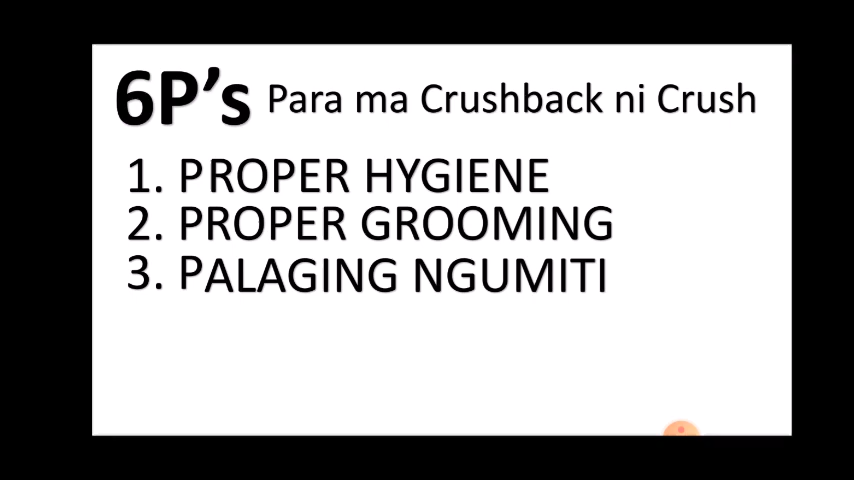 6P’s Para ma Crushback ni Crush
1. PROPER HYGIENE
2. PROPER GROOMING
3. PALAGING NGUMITI